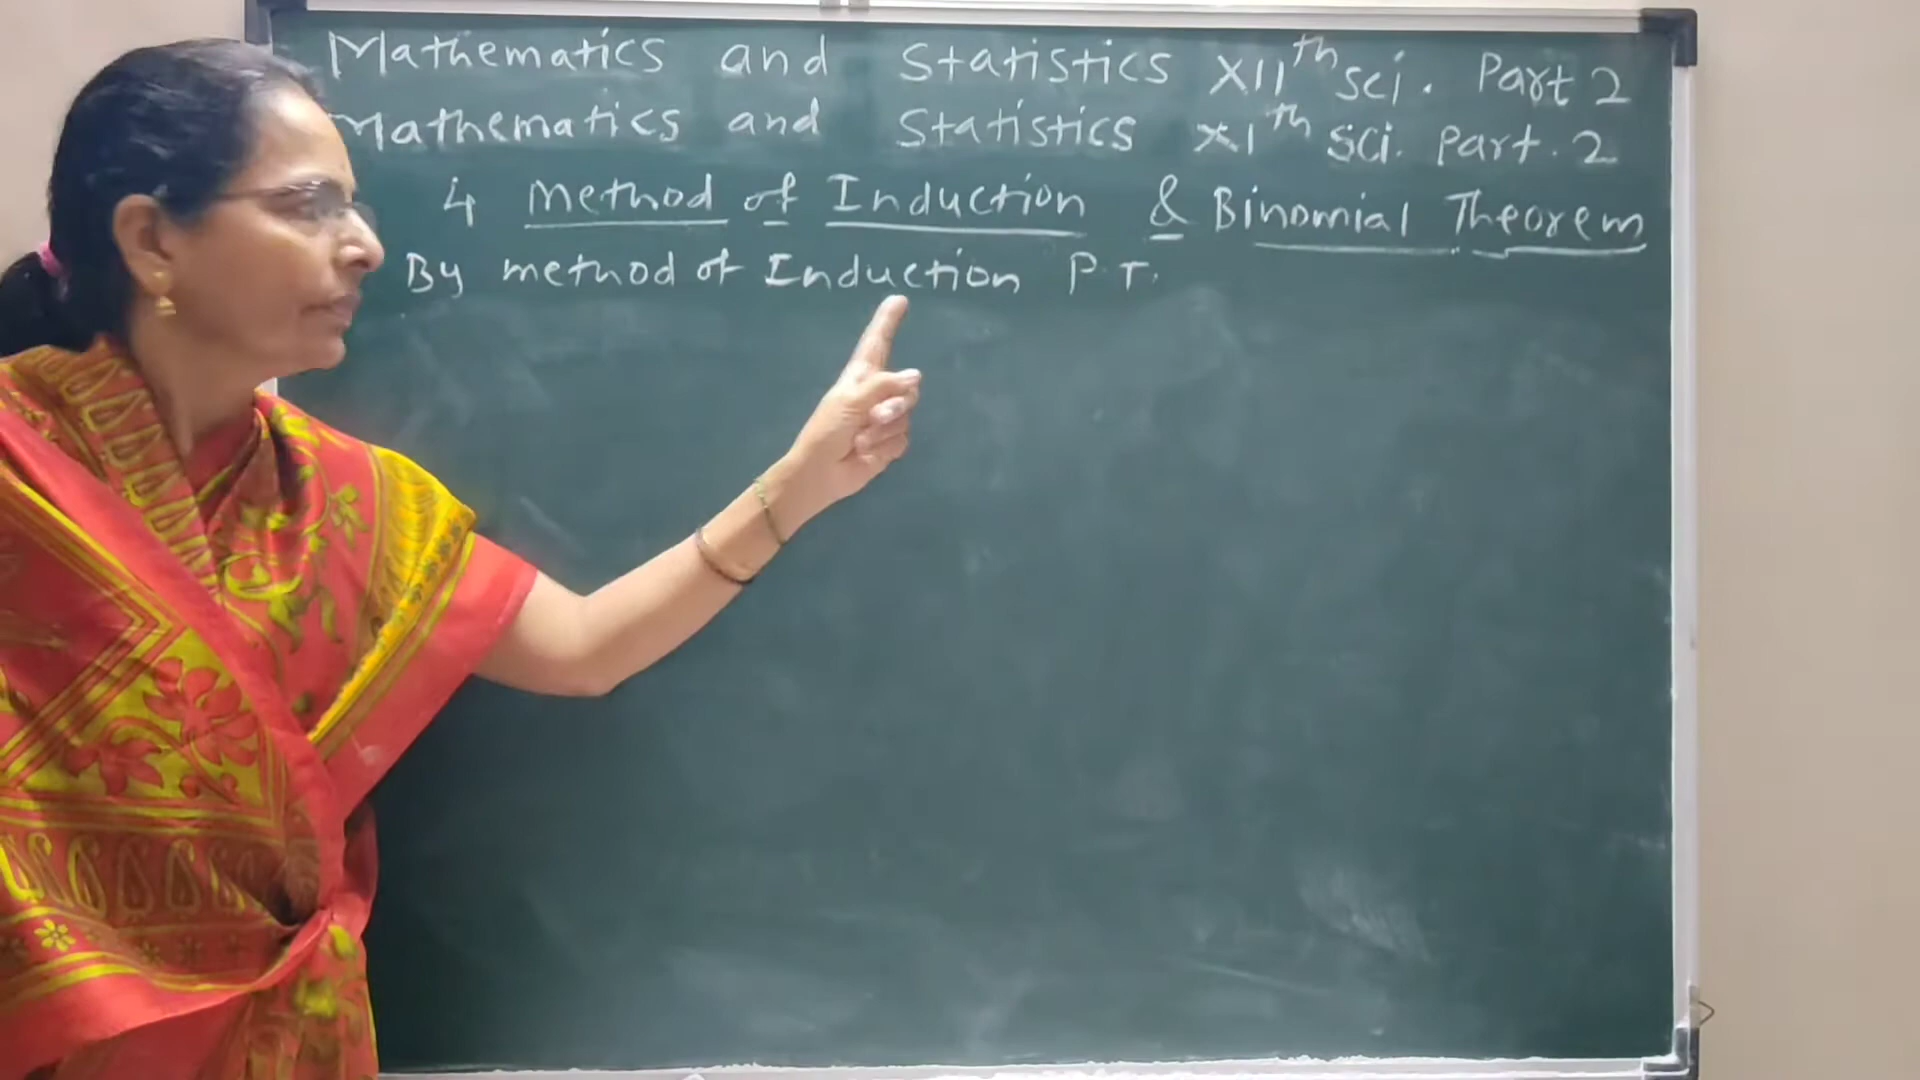 Mathematics and Statistics XIIth Sci. Part 2
Mathematics and Statistics XIth Sci. Part. 2
4 Method of Induction & Binomial Theorem
By method of Induction P.T.